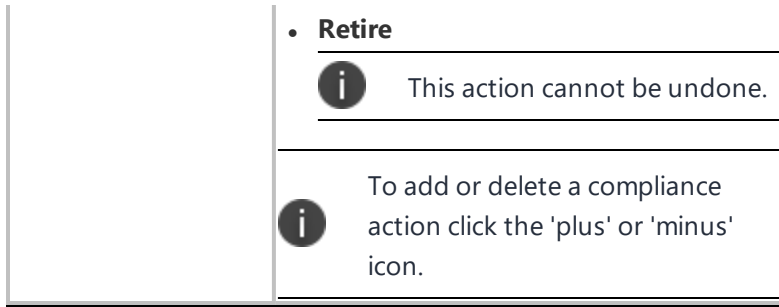 • Retire
This action cannot be undone.
To add or delete a compliance
action click the 'plus' or 'minus'
icon.